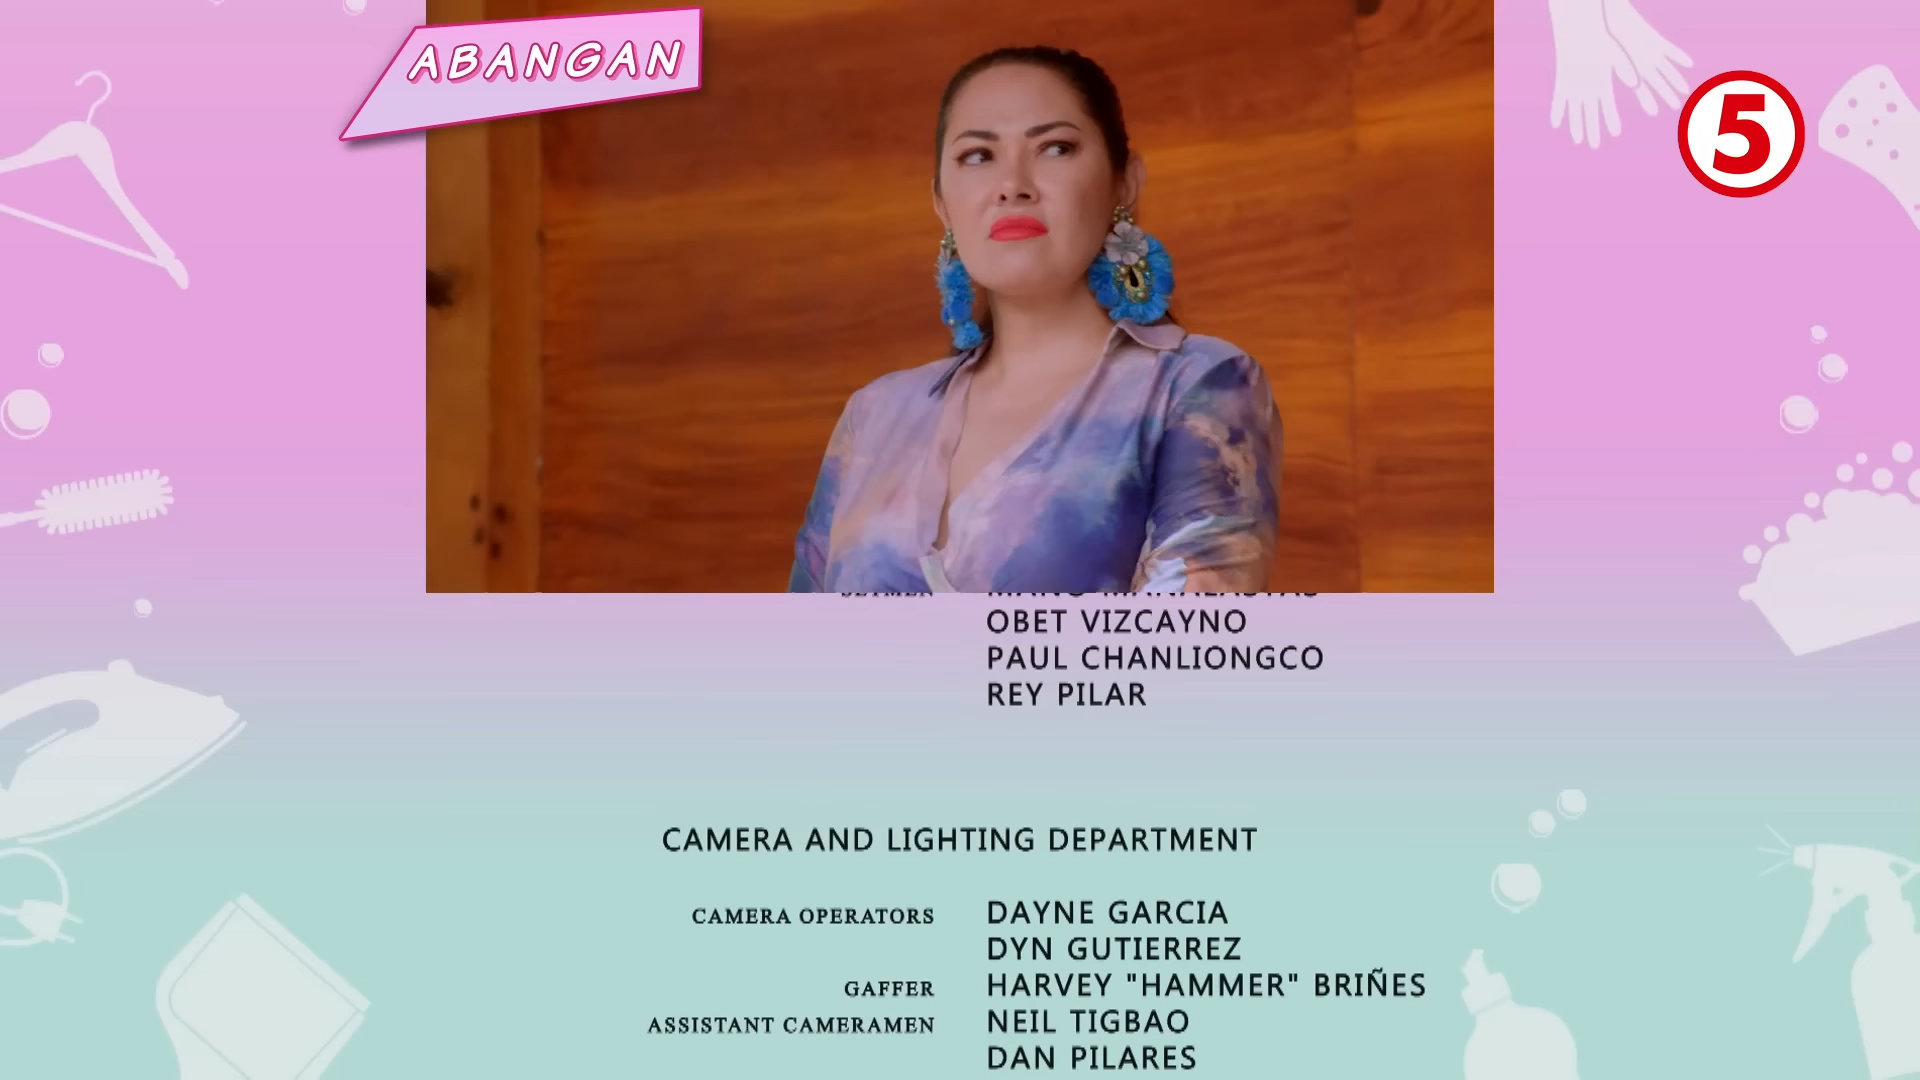 ABANGAN
5
OBET VIZCAYNO
PAUL CHANLIONGCO
REY PILAR
CAMERA AND LIGHTING DEPARTMENT
CAMERA OPERATORS DAYNE GARCIA
DYN GUTIERREZ
GAFFER HARVEY "HAMMER" BRIÑES
ASSISTANT CAMERAMEN NEIL TIGBAO
DAN PILARES